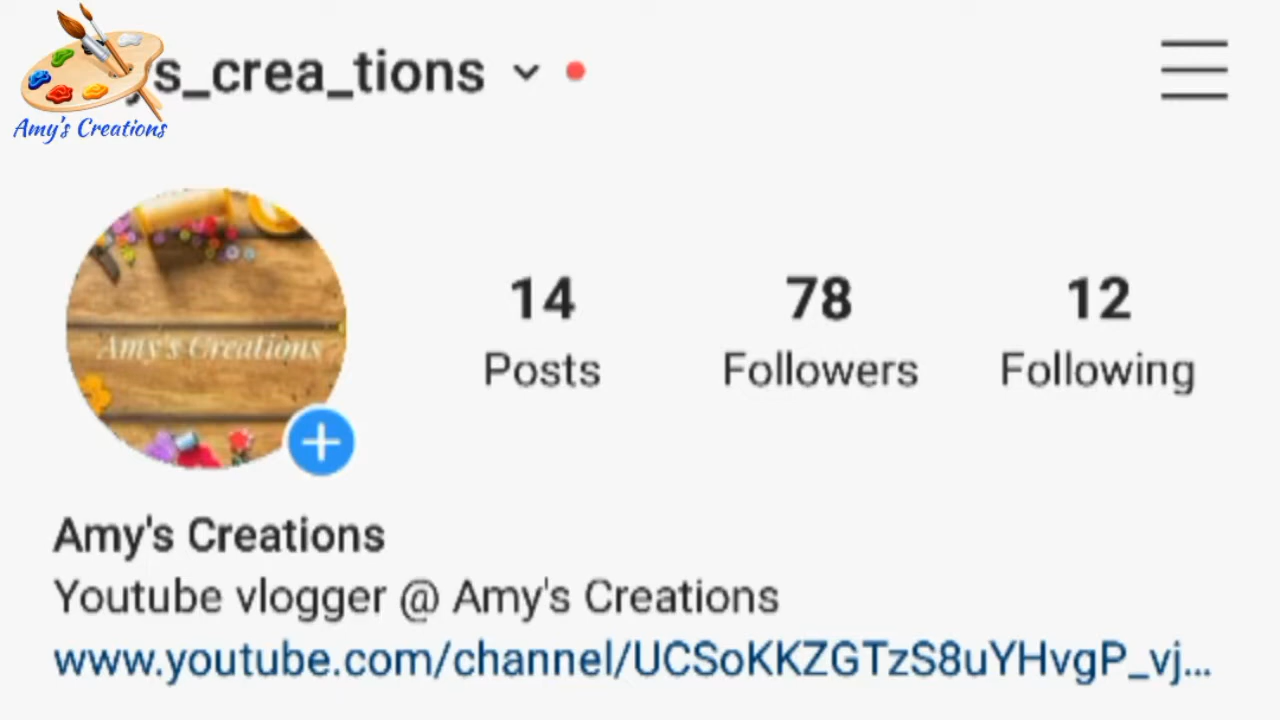 s_crea_tions
Amy's Creations
Amy's Creations
14 78 12
Posts Followers Following
Amy's Creations
Youtube vlogger @ Amy's Creations
www.youtube.com/channel/UCSoKKZGTzS8uYHvgP_vj...